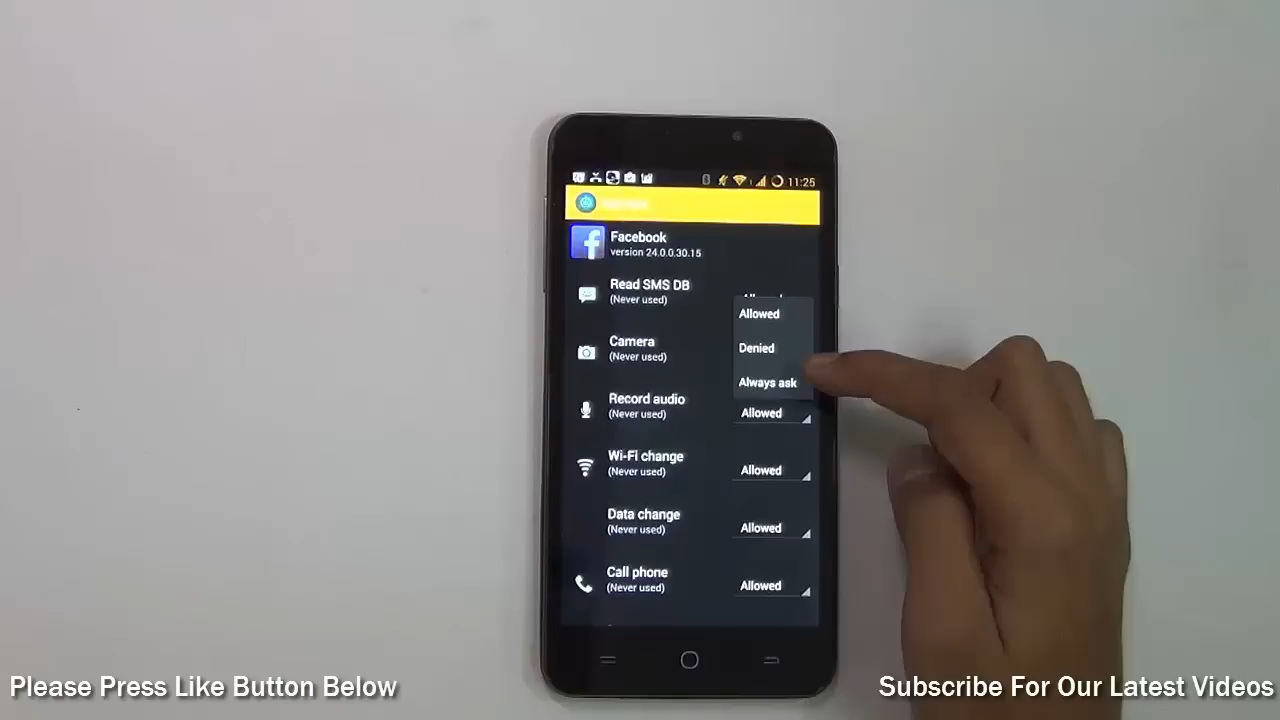 11:25
Facebook
version 24.0.0.30.15
Read SMS DB
(Never used)
Allowed
Denied
Always ask
Camera
(Never used)
Record audio
(Never used)
Allowed
Wi-Fi change
(Never used)
Allowed
Data change
(Never used)
Allowed
Call phone
(Never used)
Allowed
Please Press Like Button Below
Subscribe For Our Latest Videos